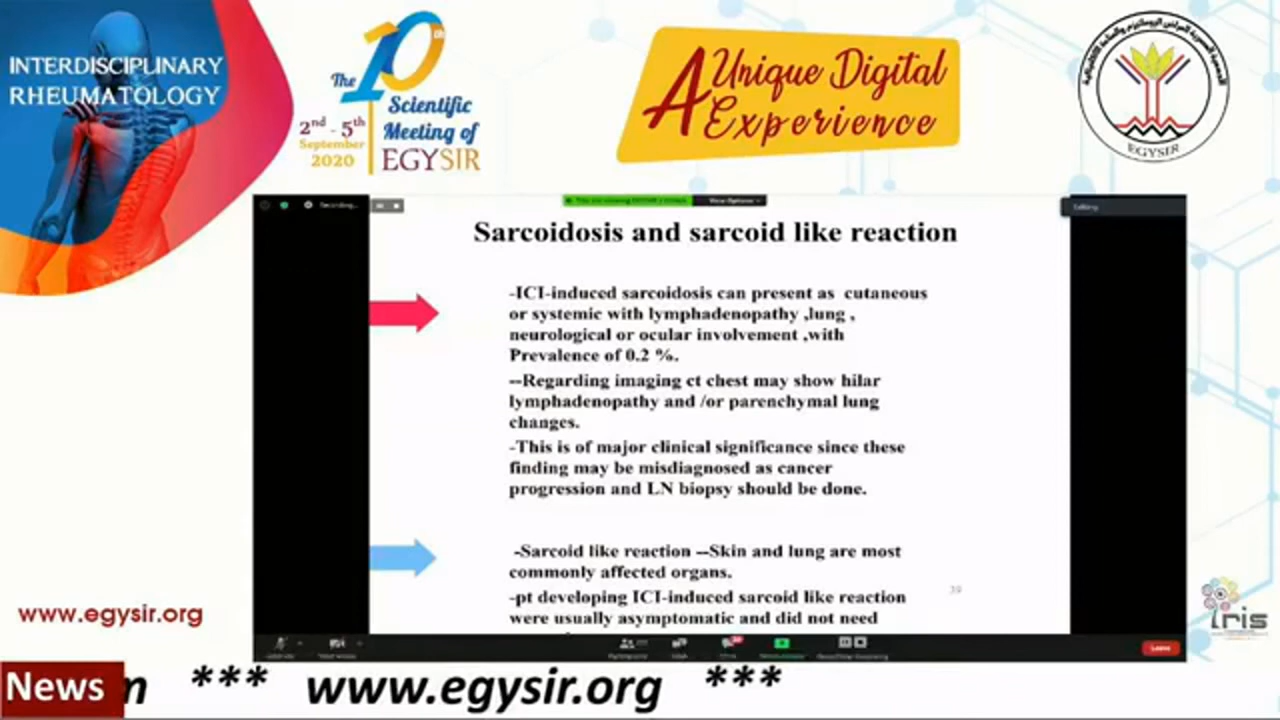 INTERDISCIPLINARY
RHEUMATOLOGY
The 10th
Scientific
Meeting of
EGYSIR
2nd - 5th
September
2020
A Unique Digital
Experience
EGYSIR
Recording...
View Options
Sarcoidosis and sarcoid like reaction
-ICI-induced sarcoidosis can present as cutaneous
or systemic with lymphadenopathy ,lung ,
neurological or ocular involvement ,with
Prevalence of 0.2 %.
--Regarding imaging ct chest may show hilar
lymphadenopathy and /or parenchymal lung
changes.
-This is of major clinical significance since these
finding may be misdiagnosed as cancer
progression and LN biopsy should be done.
-Sarcoid like reaction --Skin and lung are most
commonly affected organs.
-pt developing ICI-induced sarcoid like reaction
were usually asymptomatic and did not need
39
Leave
www.egysir.org
Iris
News m *** www.egysir.org ***